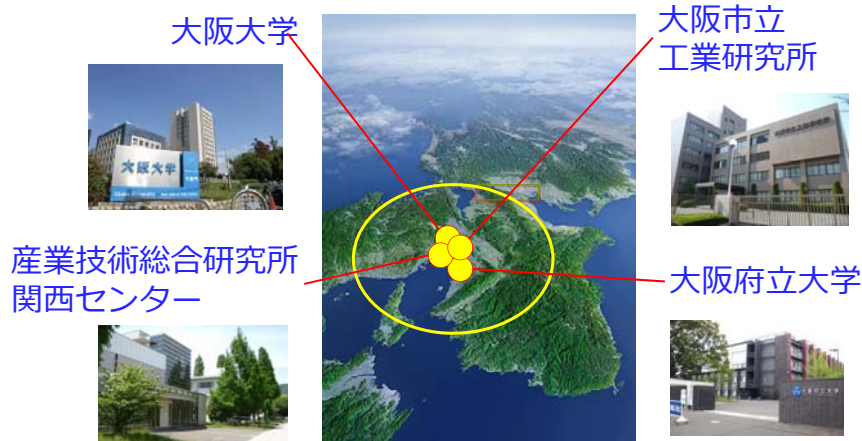 大阪大学
大阪市立
工業研究所
大阪大学
産業技術総合研究所
関西センター
大阪府立大学